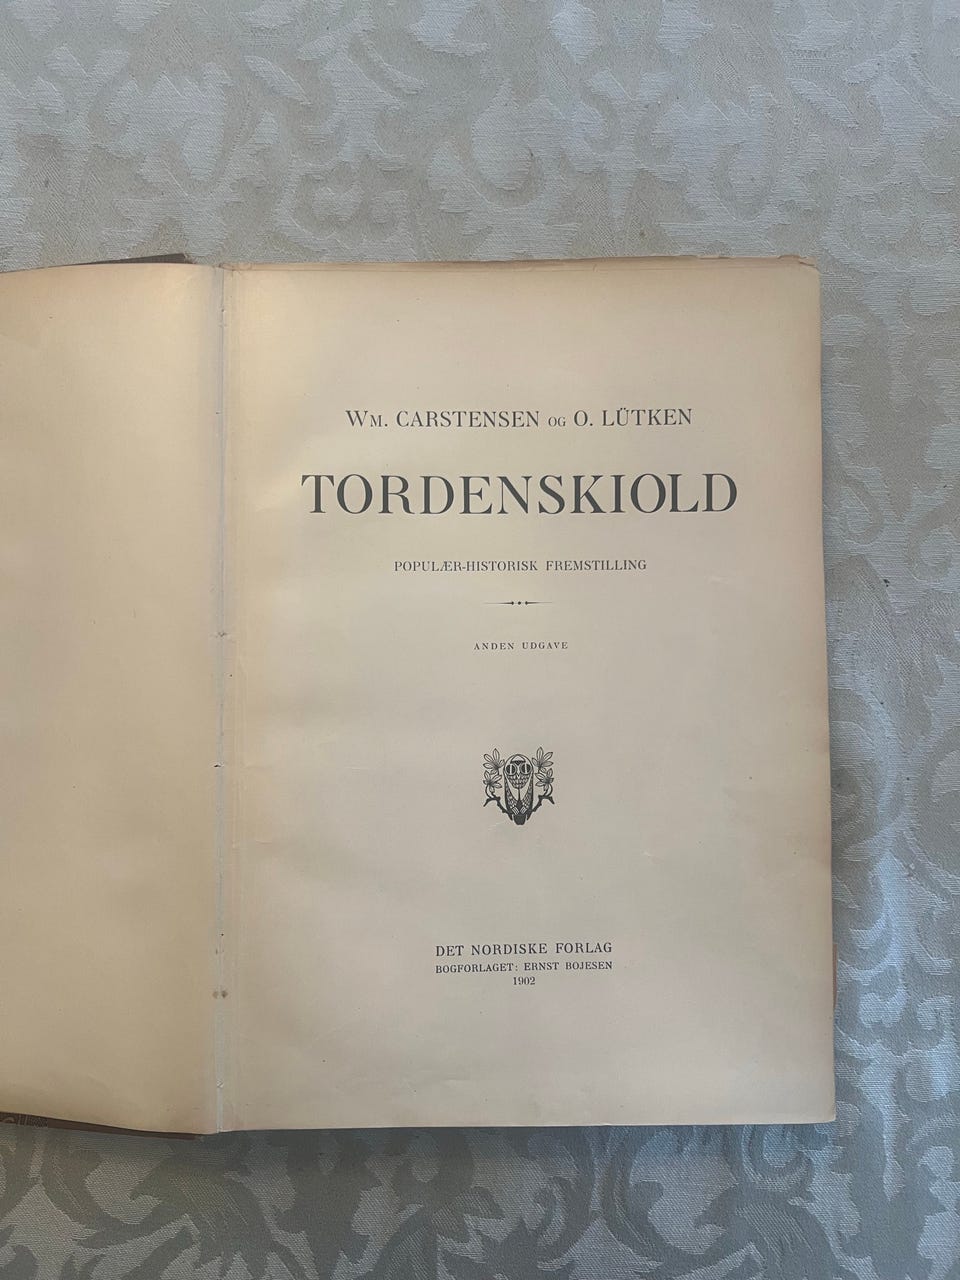 Wm. CARSTENSEN OG O. LÜTKEN
TORDENSKIOLD
POPULÆR-HISTORISK FREMSTILLING
ANDEN UDGAVE
DET NORDISKE FORLAG
BOGFORLAGET: ERNST BOJESEN
1902